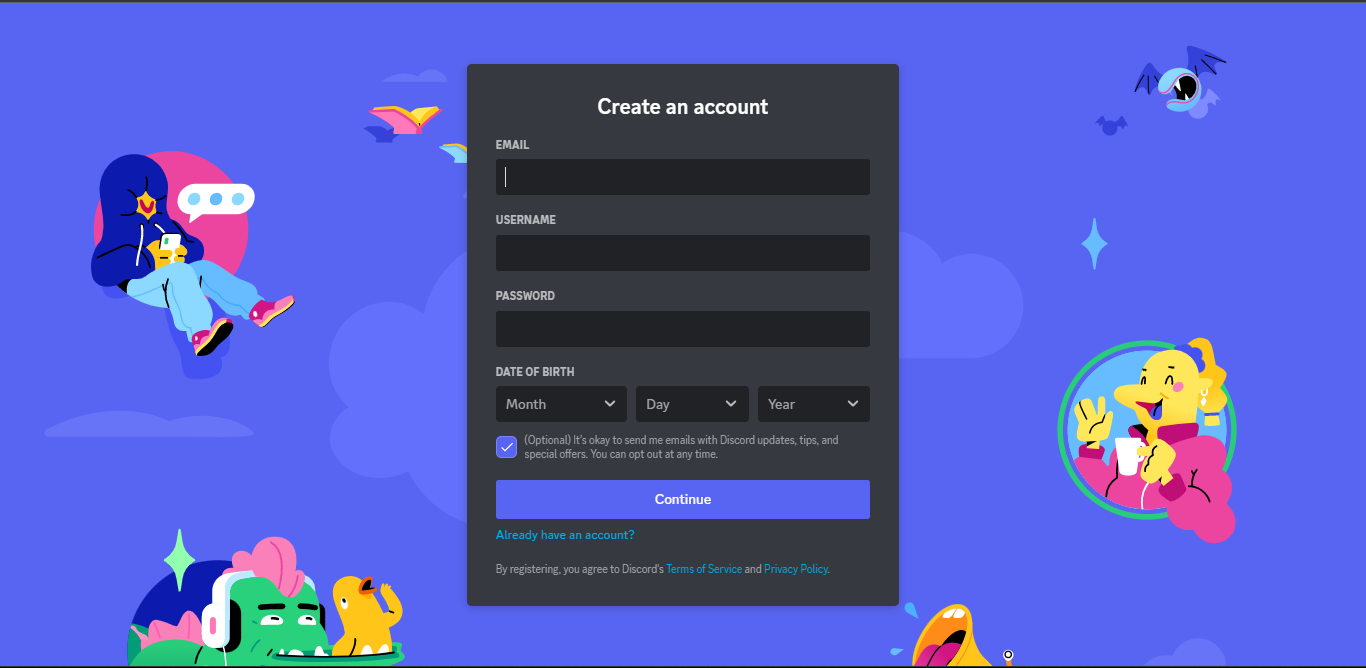 Create an account
EMAIL
USERNAME
PASSWORD
DATE OF BIRTH
Month Day Year
(Optional) It's okay to send me emails with Discord updates, tips, and
special offers. You can opt out at any time.
Continue
Already have an account?
By registering, you agree to Discord's Terms of Service and Privacy Policy.